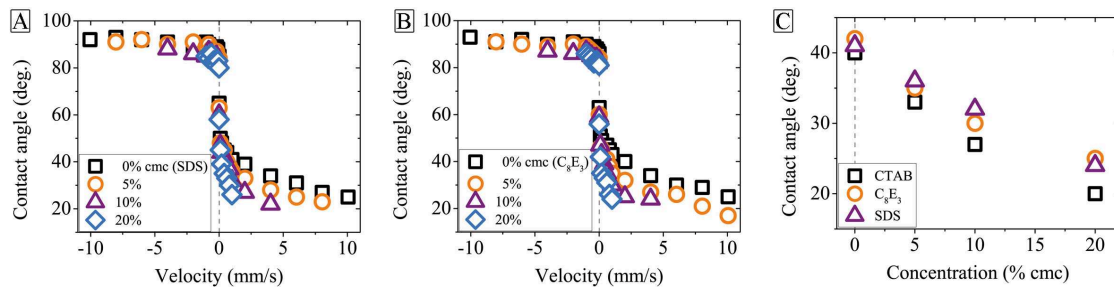 A
Contact angle (deg.)
100
80
60
40
20
0% cmc (SDS)
5%
10%
20%
-10 -5 0 5 10
Velocity (mm/s)
B
Contact angle (deg.)
100
80
60
40
20
0% cmc (C₈E₃)
5%
10%
20%
-10 -5 0 5 10
Velocity (mm/s)
C
Contact angle (deg.)
40
30
20
CTAB
C₈E₃
SDS
0 5 10 15 20
Concentration (% cmc)